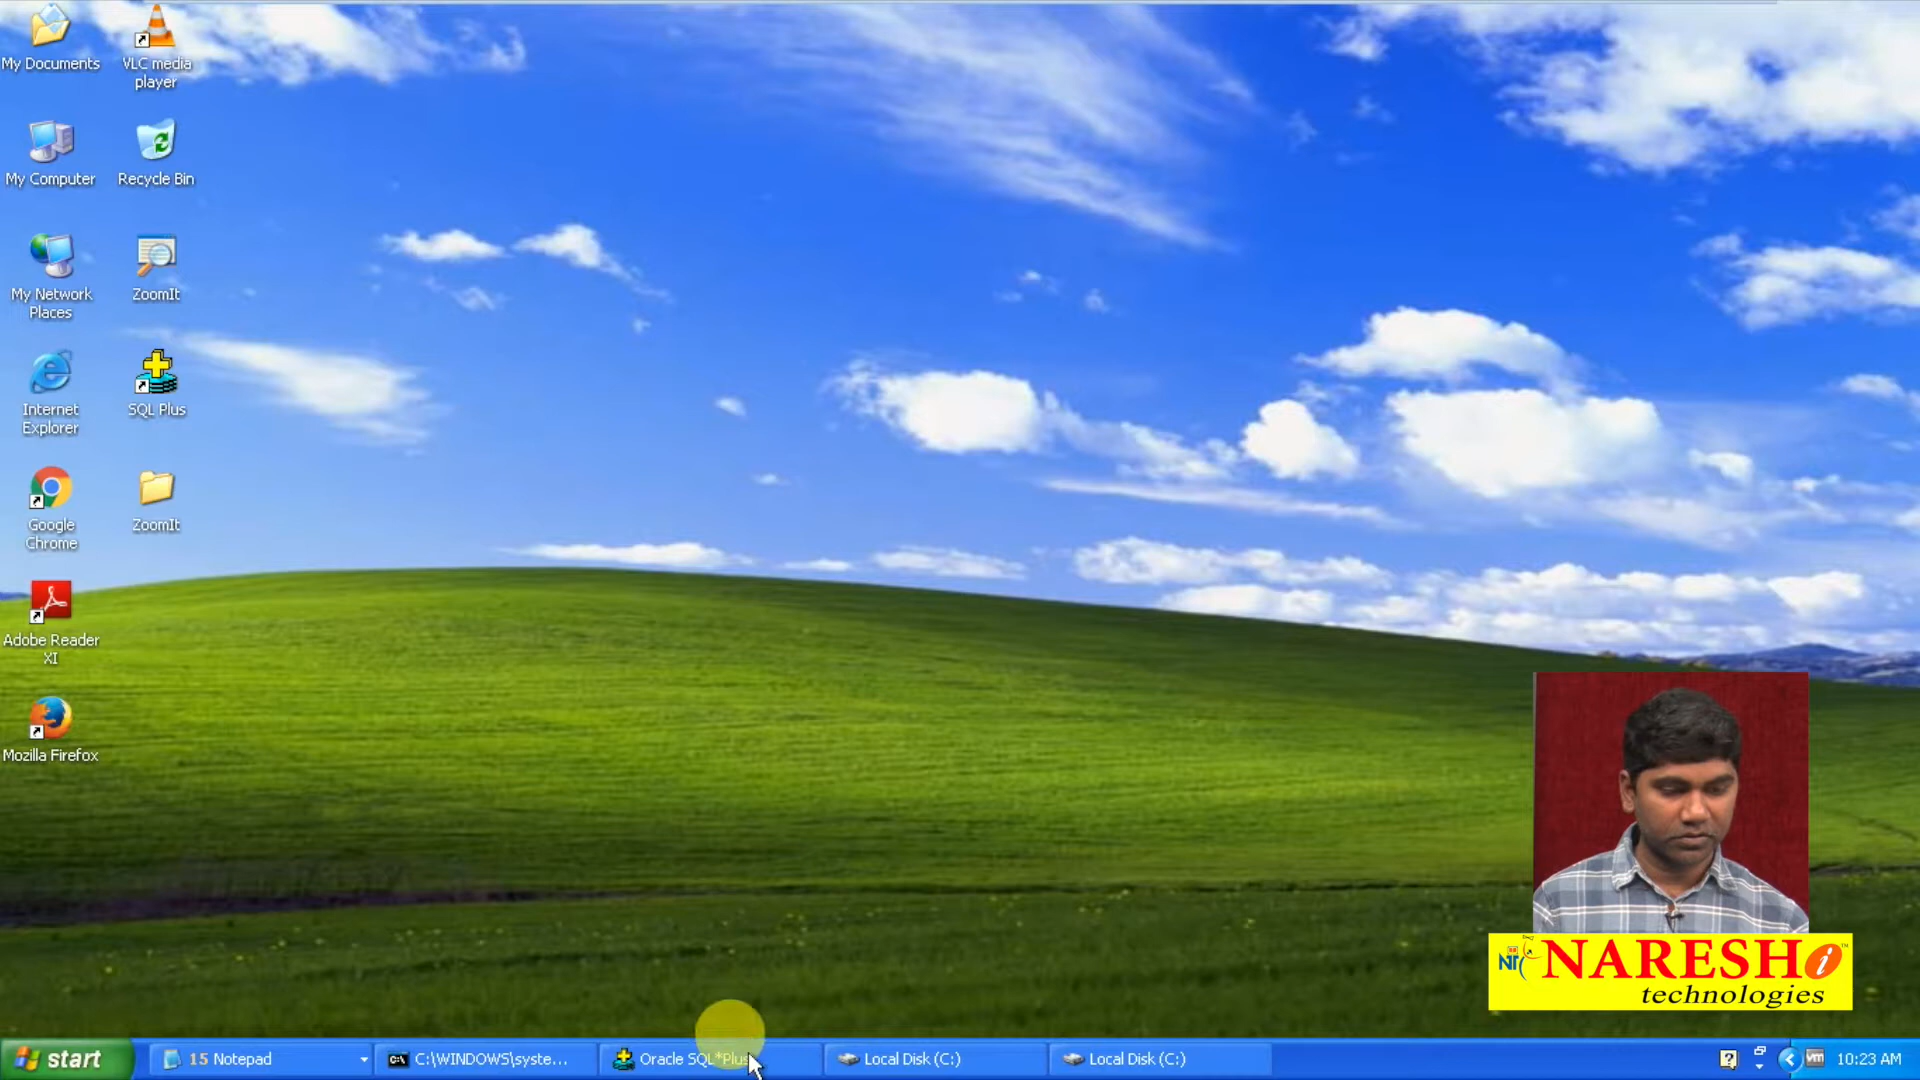 My Documents
VLC media
player
My Computer
Recycle Bin
My Network
Places
ZoomIt
Internet
Explorer
SQL Plus
Google
Chrome
ZoomIt
Adobe Reader
XI
Mozilla Firefox
NT
NARESH i
technologies
start
15 Notepad
C:\WINDOWS\syste...
Oracle SQL*Plus
Local Disk (C:)
Local Disk (C:)
vm
10:23 AM